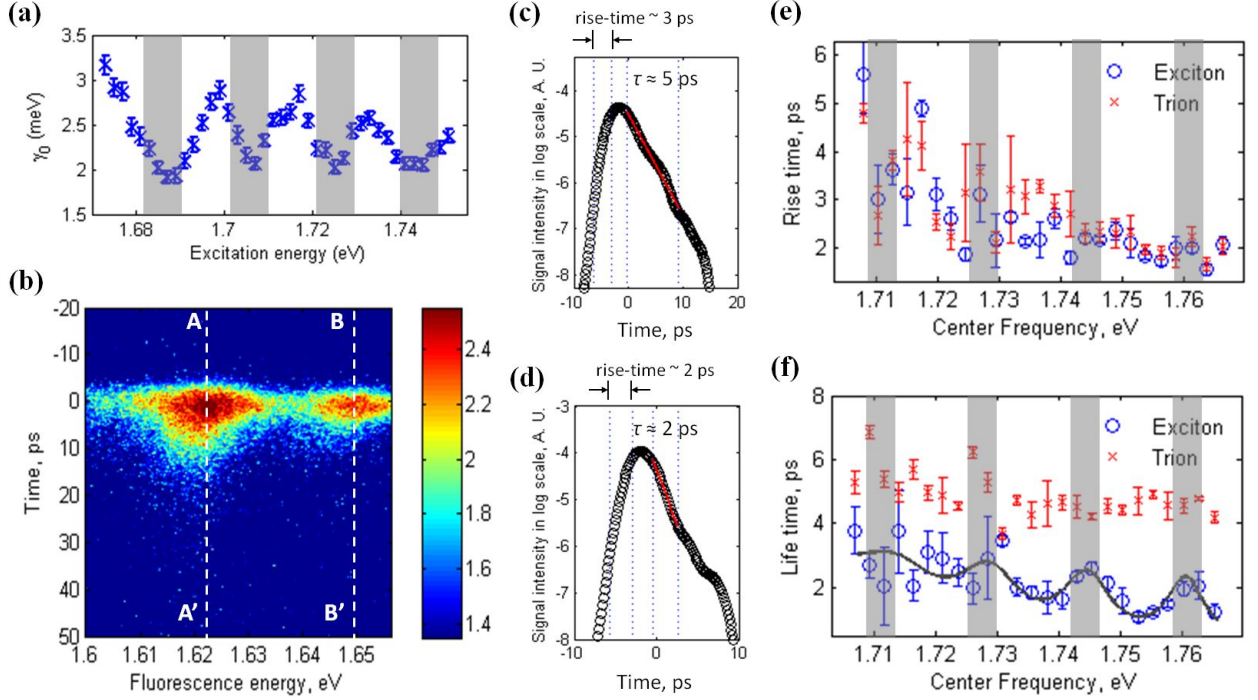 (a)
3.5
3
2.5
2
1.5
γ₀ (meV)
1.68
1.7
1.72
1.74
Excitation energy (eV)
(b)
A
B
A'
B'
-20
-10
0
10
20
30
40
50
Time, ps
1.6
1.61
1.62
1.63
1.64
1.65
Fluorescence energy, eV
2.4
2.2
2
1.8
1.6
1.4
(c)
rise-time ~ 3 ps
τ ≈ 5 ps
-4
-5
-6
-7
-8
Signal intensity in log scale, A. U.
-10
0
10
20
Time, ps
(d)
rise-time ~ 2 ps
τ ≈ 2 ps
-3
-4
-5
-6
-7
-8
Signal intensity in log scale, A. U.
-10
0
10
Time, ps
(e)
Exciton
Trion
6
5
4
3
2
Rise time, ps
1.71
1.72
1.73
1.74
1.75
1.76
Center Frequency, eV
(f)
Exciton
Trion
8
6
4
2
0
Life time, ps
1.71
1.72
1.73
1.74
1.75
1.76
Center Frequency, eV